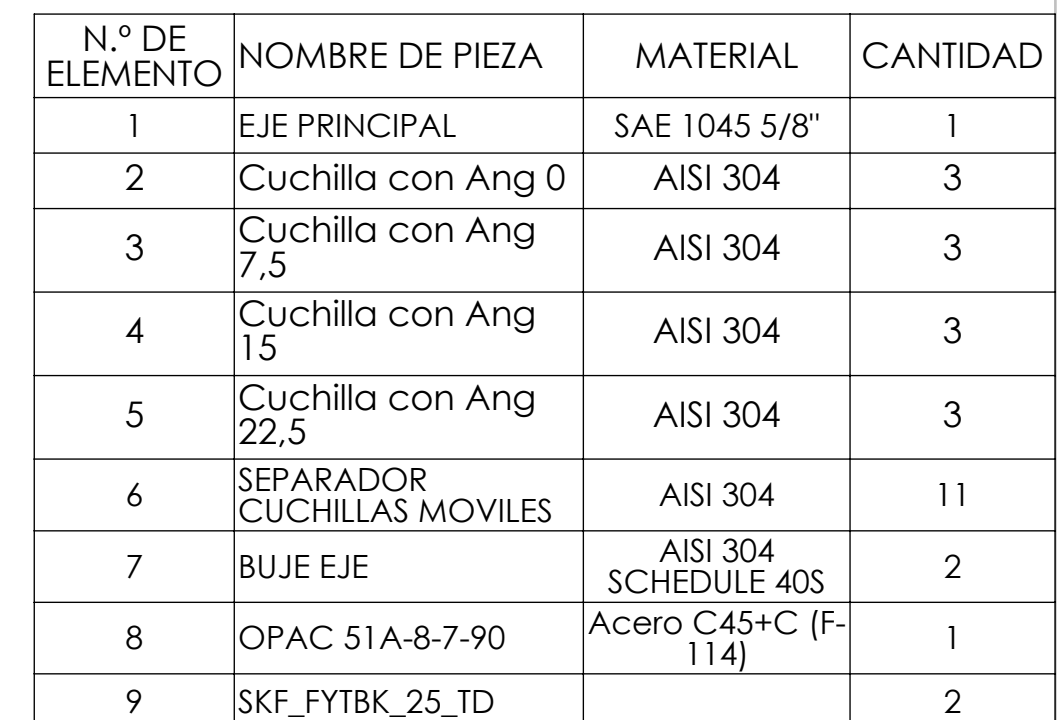 N.º DE
ELEMENTO
NOMBRE DE PIEZA
MATERIAL
CANTIDAD
1
EJE PRINCIPAL
SAE 1045 5/8"
1
2
Cuchilla con Ang 0
AISI 304
3
3
Cuchilla con Ang
7,5
AISI 304
3
4
Cuchilla con Ang
15
AISI 304
3
5
Cuchilla con Ang
22,5
AISI 304
3
6
SEPARADOR
CUCHILLAS MOVILES
AISI 304
11
7
BUJE EJE
AISI 304
SCHEDULE 40S
2
8
OPAC 51A-8-7-90
Acero C45+C (F-
114)
1
9
SKF_FYTBK_25_TD
2